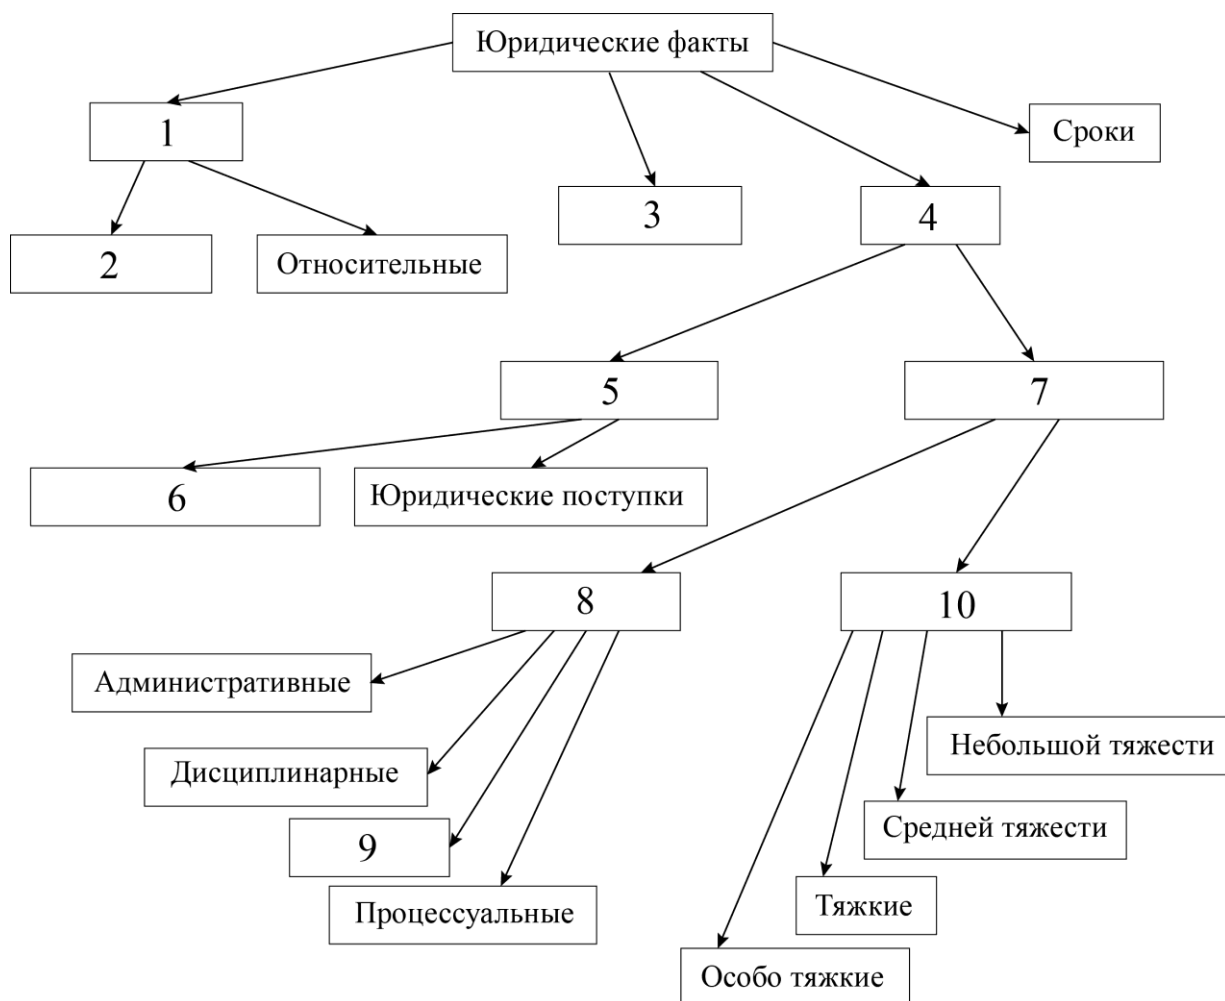 Юридические факты
1
Сроки
3
4
2
Относительные
5
7
6
Юридические поступки
8
10
Административные
Небольшой тяжести
Дисциплинарные
Средней тяжести
9
Тяжкие
Процессуальные
Особо тяжкие